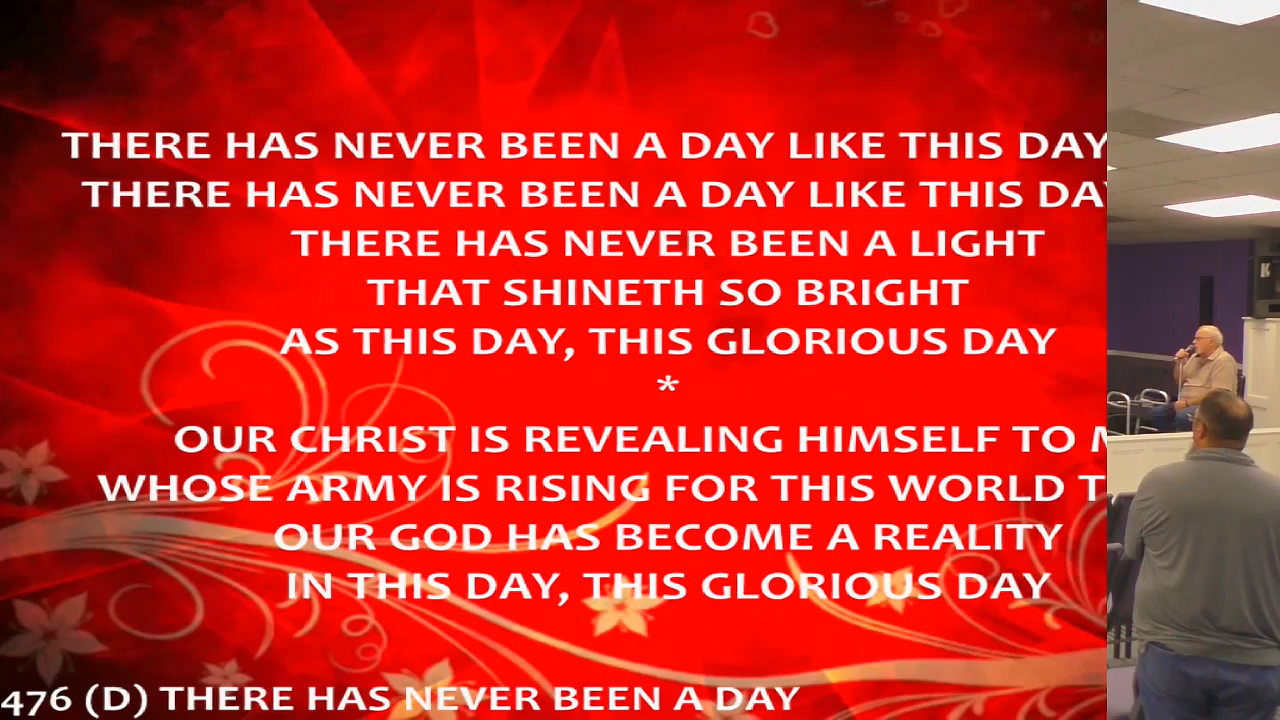 THERE HAS NEVER BEEN A DAY LIKE THIS DAY
THERE HAS NEVER BEEN A DAY LIKE THIS DAY
THERE HAS NEVER BEEN A LIGHT
THAT SHINETH SO BRIGHT
AS THIS DAY, THIS GLORIOUS DAY
*
OUR CHRIST IS REVEALING HIMSELF TO
WHOSE ARMY IS RISING FOR THIS WORLD
OUR GOD HAS BECOME A REALITY
IN THIS DAY, THIS GLORIOUS DAY
476 (D) THERE HAS NEVER BEEN A DAY